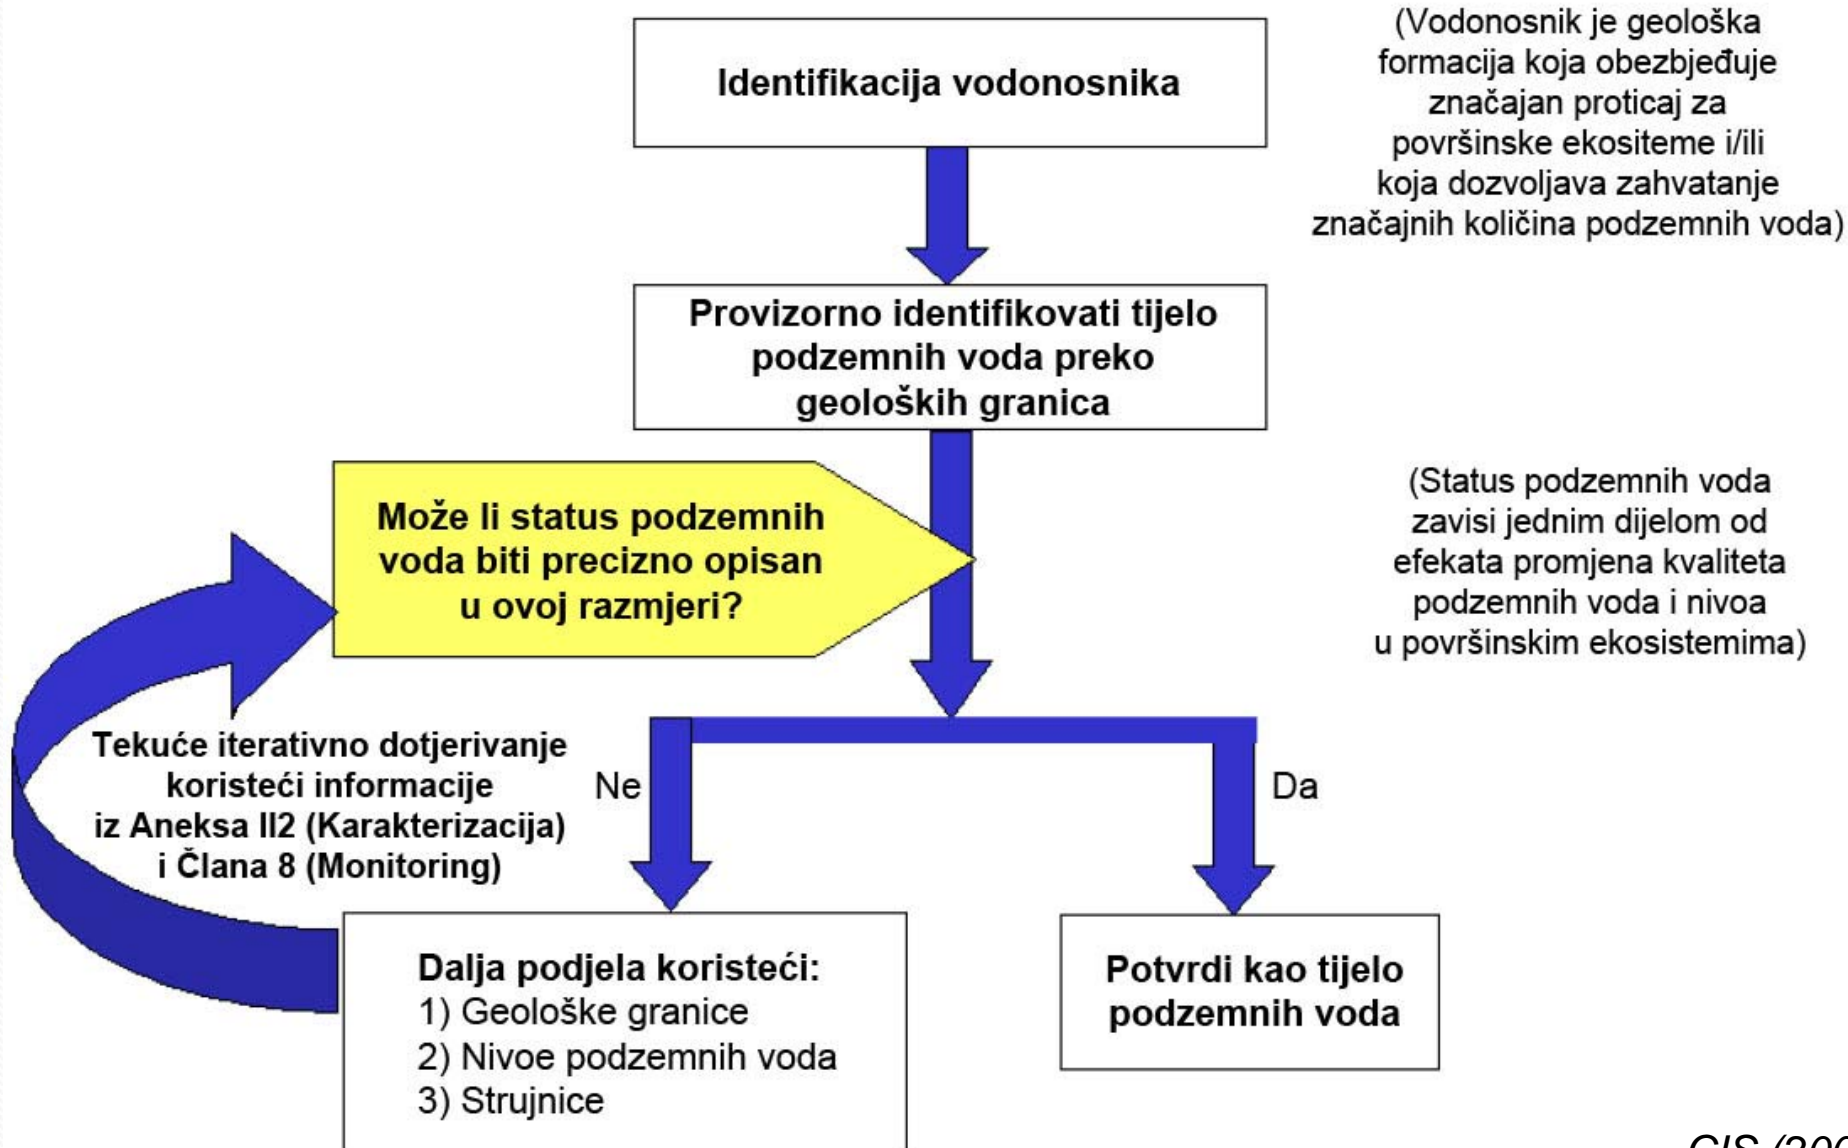 Identifikacija vodonosnika
(Vodonosnik je geološka
formacija koja obezbjeđuje
značajan proticaj za
površinske ekositeme i/ili
koja dozvoljava zahvatanje
značajnih količina podzemnih voda)
Provizorno identifikovati tijelo
podzemnih voda preko
geoloških granica
Može li status podzemnih
voda biti precizno opisan
u ovoj razmjeri?
(Status podzemnih voda
zavisi jednim dijelom od
efekata promjena kvaliteta
podzemnih voda i nivoa
u površinskim ekosistemima)
Tekuće iterativno dotjerivanje
koristeći informacije
iz Aneksa II2 (Karakterizacija)
i Člana 8 (Monitoring)
Ne
Da
Dalja podjela koristeći:
1) Geološke granice
2) Nivoe podzemnih voda
3) Strujnice
Potvrdi kao tijelo
podzemnih voda